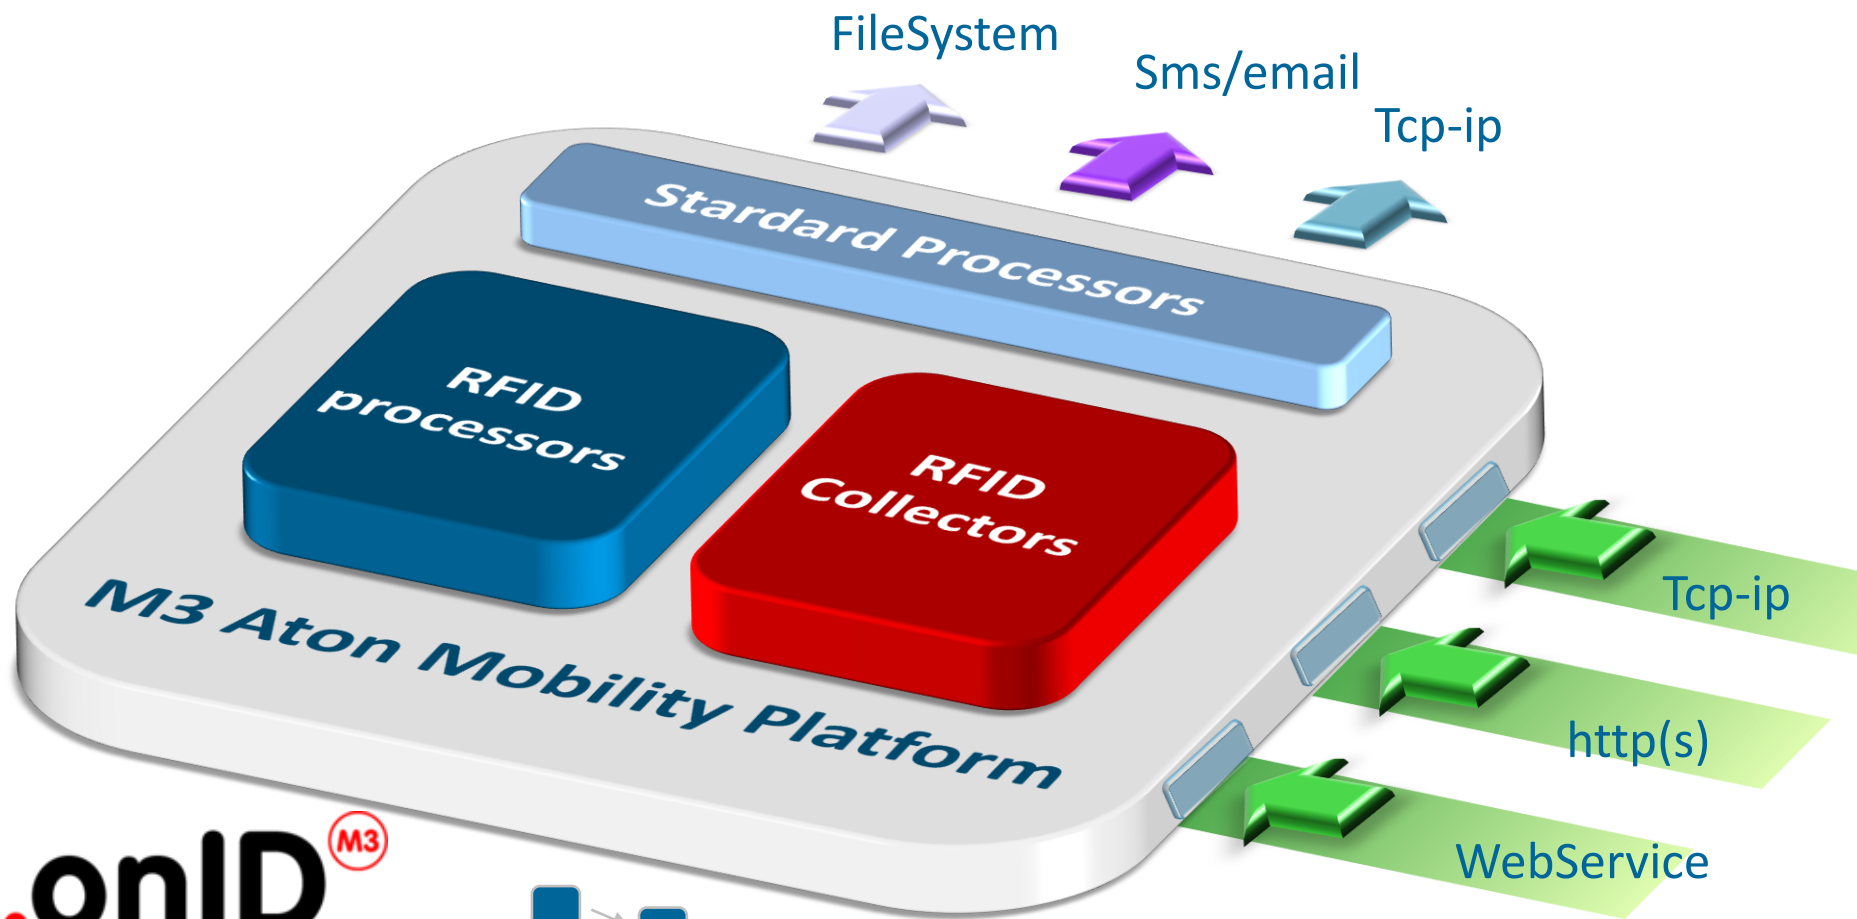 FileSystem
Sms/email
Tcp-ip
Stardard Processors
RFID
processors
RFID
Collectors
M3 Aton Mobility Platform
Tcp-ip
http(s)
WebService
.onID
M3